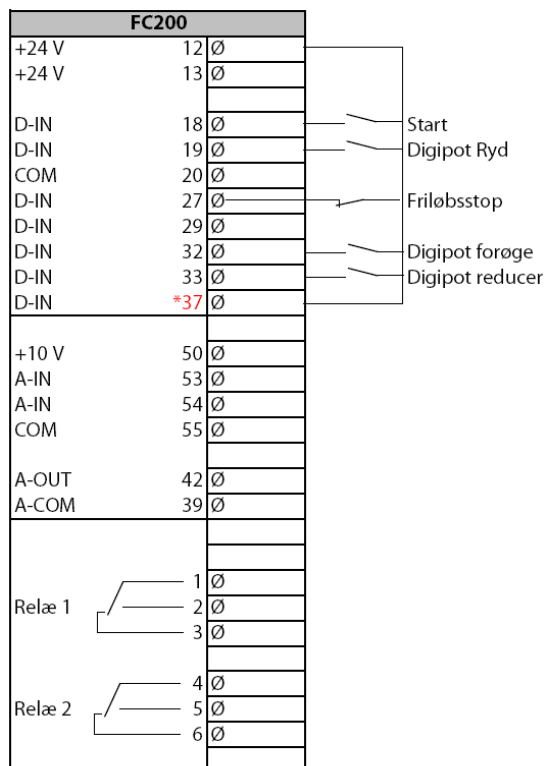 FC200
+24 V 12 Ø
+24 V 13 Ø
D-IN 18 Ø Start
D-IN 19 Ø Digipot Ryd
COM 20 Ø
D-IN 27 Ø Friløbsstop
D-IN 29 Ø
D-IN 32 Ø Digipot forøge
D-IN 33 Ø Digipot reducer
D-IN *37 Ø
+10 V 50 Ø
A-IN 53 Ø
A-IN 54 Ø
COM 55 Ø
A-OUT 42 Ø
A-COM 39 Ø
1 Ø
Relæ 1 2 Ø
3 Ø
4 Ø
Relæ 2 5 Ø
6 Ø